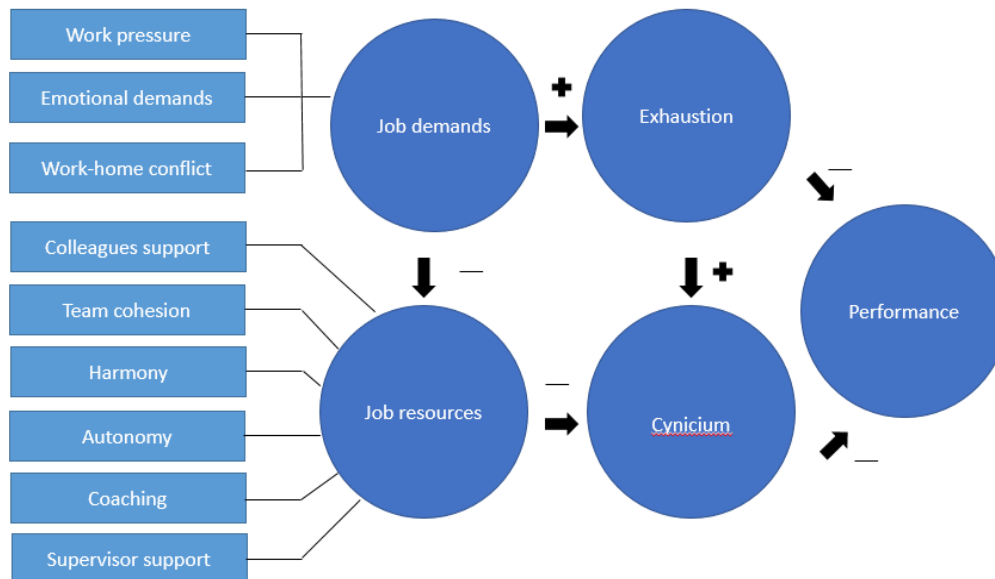 Work pressure
Emotional demands
Work-home conflict
Colleagues support
Team cohesion
Harmony
Autonomy
Coaching
Supervisor support
Job demands
+
Exhaustion
—
—
+
Job resources
—
Cynicium
—
Performance